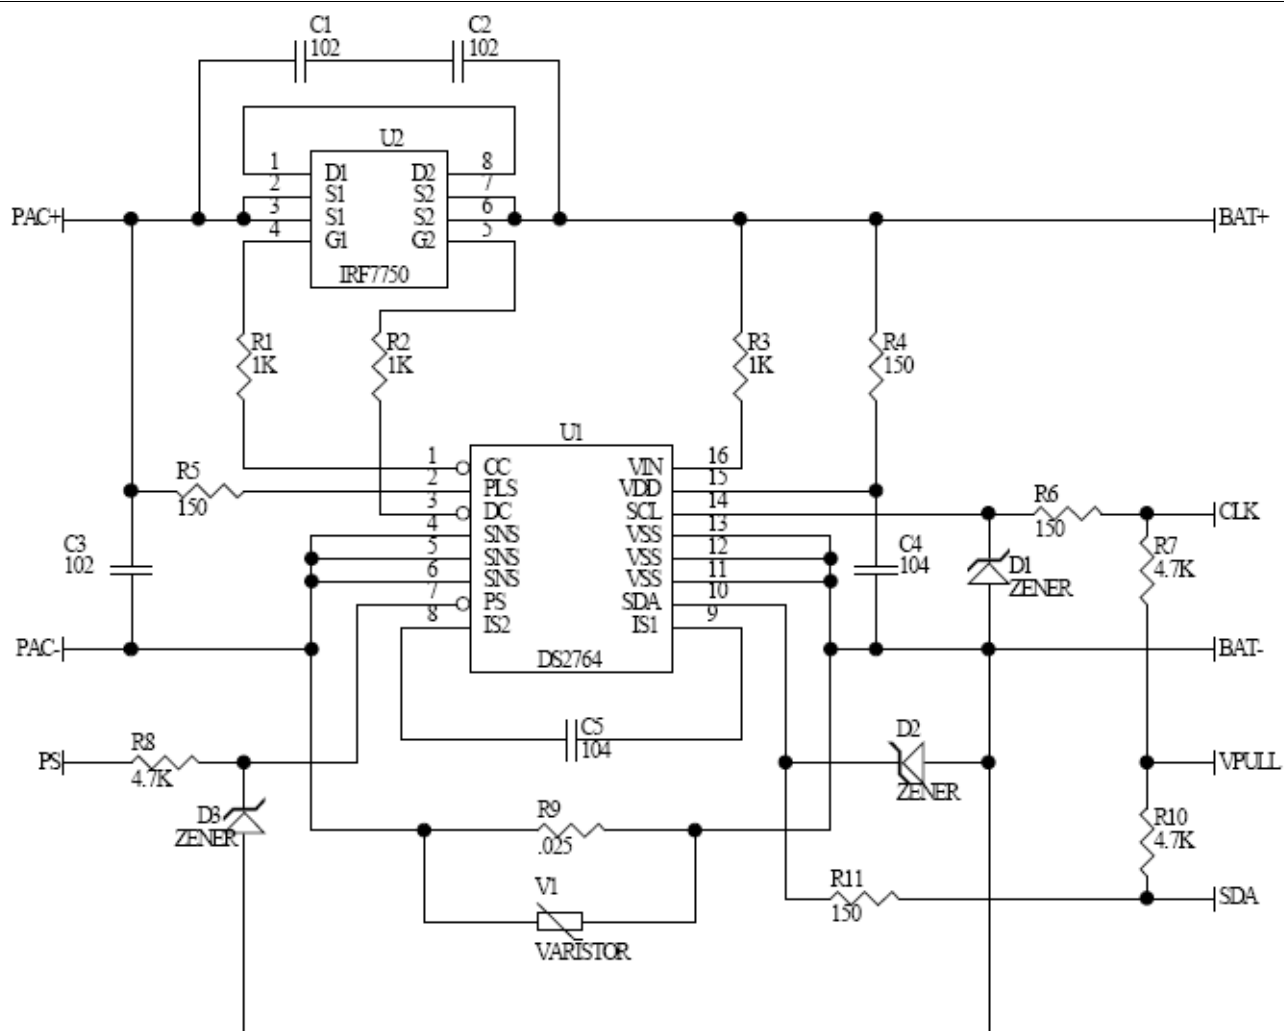 C1
102
C2
102
U2
1
2
3
4
D1
S1
S1
G1
D2
S2
S2
G2
8
7
6
5
IRF7750
PAC+
BAT+
R1
1K
R2
1K
R3
1K
R4
150
U1
1
2
3
4
5
6
7
8
CC
PLS
DC
SNS
SNS
SNS
PS
IS2
VIN
VDD
SCL
VSS
VSS
VSS
SDA
IS1
16
15
14
13
12
11
10
9
DS2764
R5
150
C3
102
R6
150
CLK
R7
4.7K
C4
104
D1
ZENER
PAC-
BAT-
C5
104
D2
ZENER
R8
4.7K
PS
VPULL
D3
ZENER
R9
.025
R10
4.7K
V1
VARISTOR
R11
150
SDA